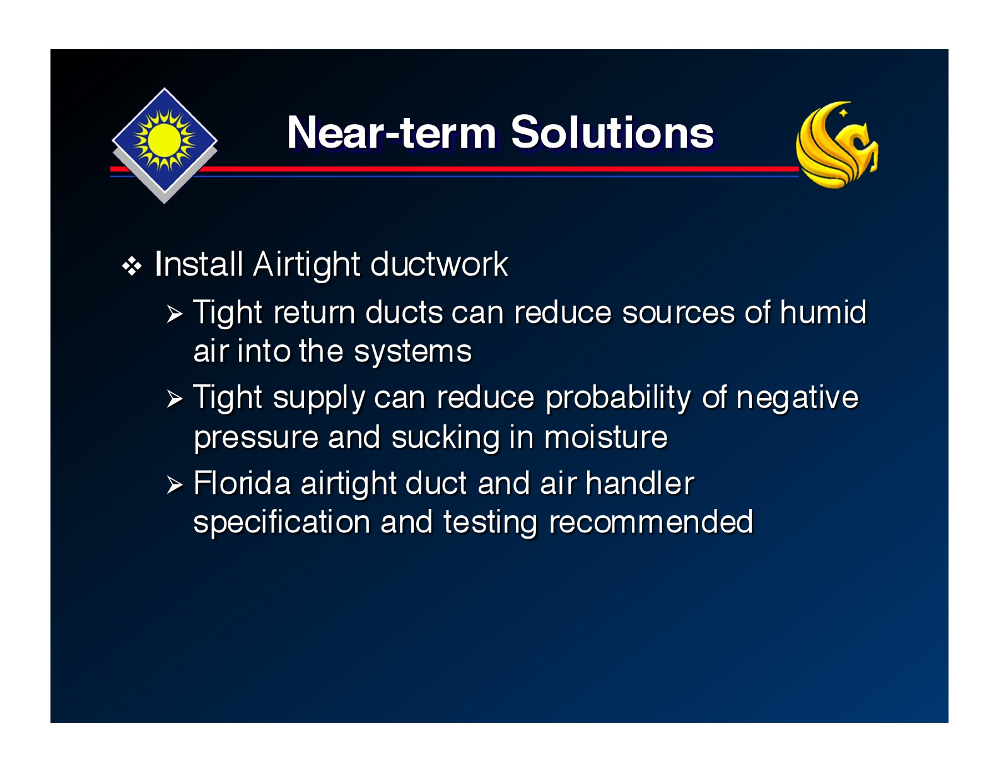 Near-term Solutions
❖ Install Airtight ductwork
➢ Tight return ducts can reduce sources of humid
air into the systems
➢ Tight supply can reduce probability of negative
pressure and sucking in moisture
➢ Florida airtight duct and air handler
specification and testing recommended